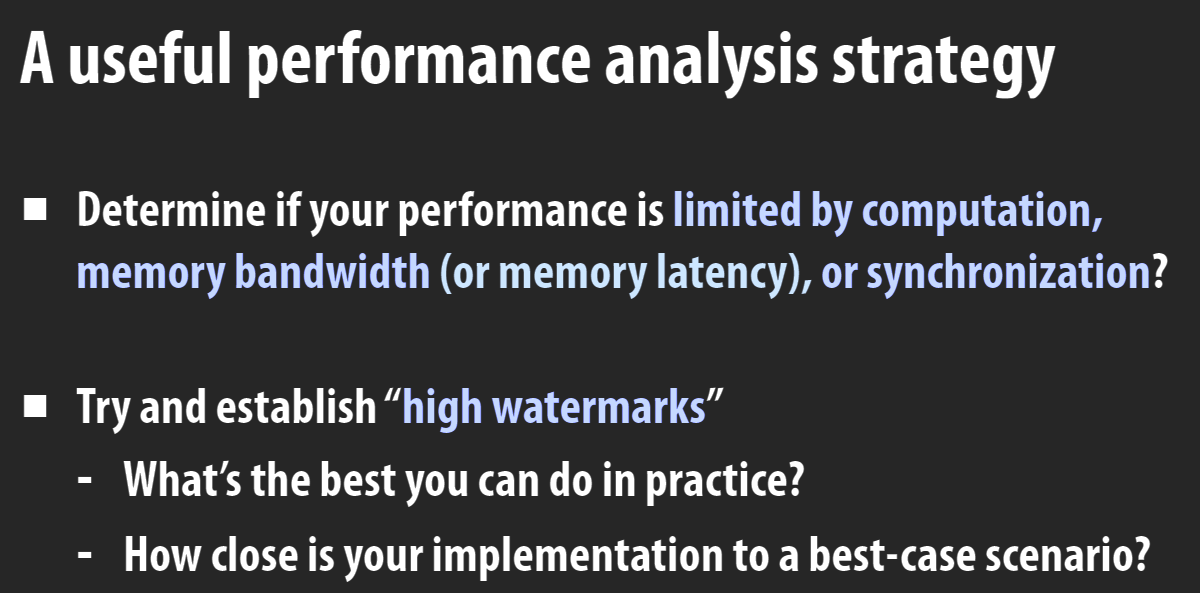 A useful performance analysis strategy
▪ Determine if your performance is limited by computation,
memory bandwidth (or memory latency), or synchronization?
▪ Try and establish “high watermarks”
- What’s the best you can do in practice?
- How close is your implementation to a best-case scenario?